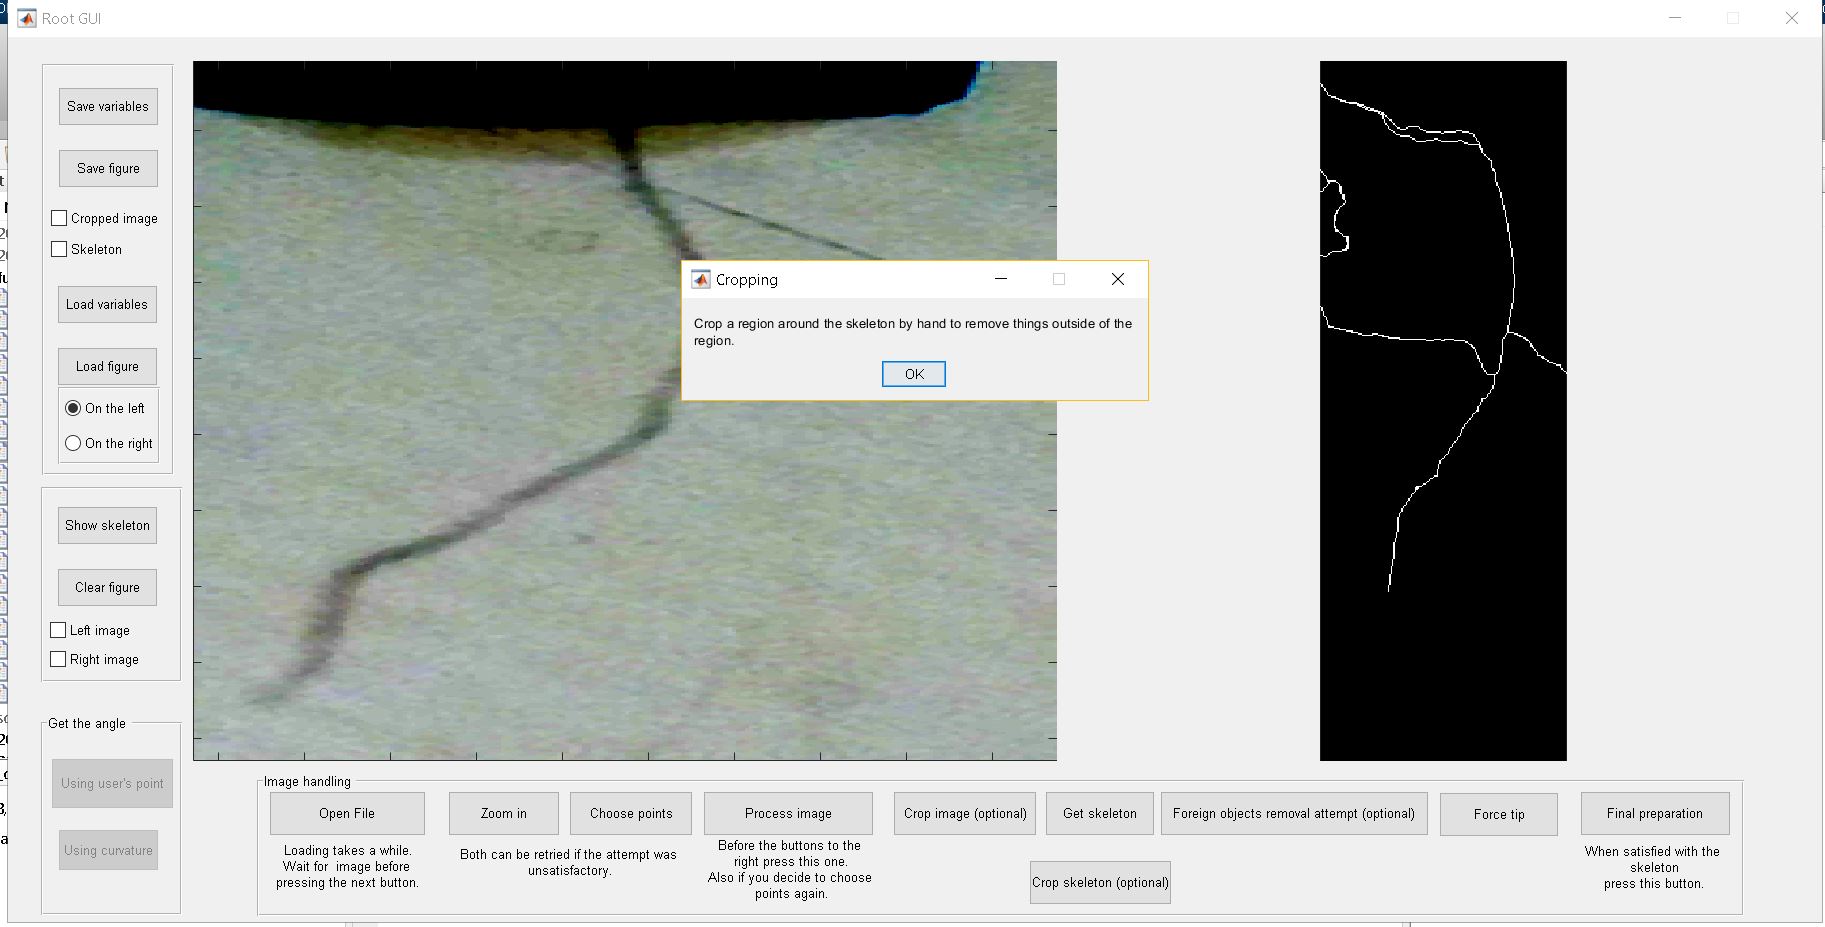 Root GUI
Save variables
Save figure
Cropped image
Skeleton
Load variables
Load figure
On the left
On the right
Show skeleton
Clear figure
Left image
Right image
Get the angle
Using user's point
Using curvature
Cropping
Crop a region around the skeleton by hand to remove things outside of the
region.
OK
Image handling
Open File
Loading takes a while.
Wait for image before
pressing the next button.
Zoom in
Choose points
Both can be retried if the attempt was
unsatisfactory.
Process image
Before the buttons to the
right press this one.
Also if you decide to choose
points again.
Crop image (optional)
Get skeleton
Foreign objects removal attempt (optional)
Crop skeleton (optional)
Force tip
Final preparation
When satisfied with the
skeleton
press this button.